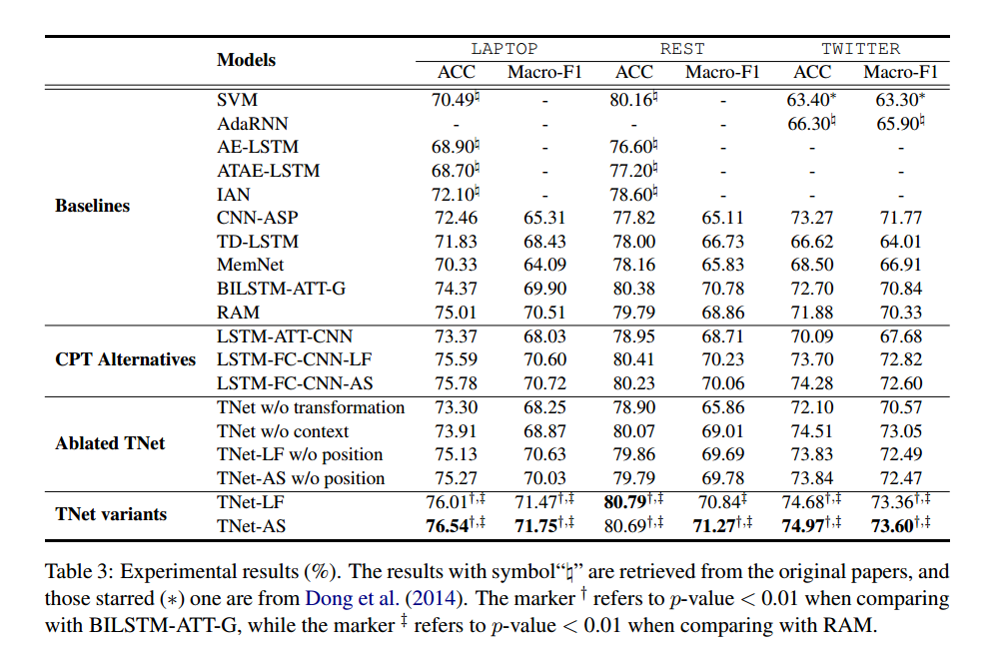 Models LAPTOP REST TWITTER
ACC Macro-F1 ACC Macro-F1 ACC Macro-F1
Baselines
SVM 70.49♮ - 80.16♮ - 63.40* 63.30*
AdaRNN - - - - 66.30♮ 65.90♮
AE-LSTM 68.90♮ - 76.60♮ - - -
ATAE-LSTM 68.70♮ - 77.20♮ - - -
IAN 72.10♮ - 78.60♮ - - -
CNN-ASP 72.46 65.31 77.82 65.11 73.27 71.77
TD-LSTM 71.83 68.43 78.00 66.73 66.62 64.01
MemNet 70.33 64.09 78.16 65.83 68.50 66.91
BILSTM-ATT-G 74.37 69.90 80.38 70.78 72.70 70.84
RAM 75.01 70.51 79.79 68.86 71.88 70.33
CPT Alternatives
LSTM-ATT-CNN 73.37 68.03 78.95 68.71 70.09 67.68
LSTM-FC-CNN-LF 75.59 70.60 80.41 70.23 73.70 72.82
LSTM-FC-CNN-AS 75.78 70.72 80.23 70.06 74.28 72.60
Ablated TNet
TNet w/o transformation 73.30 68.25 78.90 65.86 72.10 70.57
TNet w/o context 73.91 68.87 80.07 69.01 74.51 73.05
TNet-LF w/o position 75.13 70.63 79.86 69.69 73.83 72.49
TNet-AS w/o position 75.27 70.03 79.79 69.78 73.84 72.47
TNet variants
TNet-LF 76.01†,‡ 71.47†,‡ 80.79†,‡ 70.84‡ 74.68†,‡ 73.36†,‡
TNet-AS 76.54†,‡ 71.75†,‡ 80.69†,‡ 71.27†,‡ 74.97†,‡ 73.60†,‡
Table 3: Experimental results (%). The results with symbol“♮” are retrieved from the original papers, and
those starred (∗) one are from Dong et al. (2014). The marker † refers to p-value < 0.01 when comparing
with BILSTM-ATT-G, while the marker ‡ refers to p-value < 0.01 when comparing with RAM.